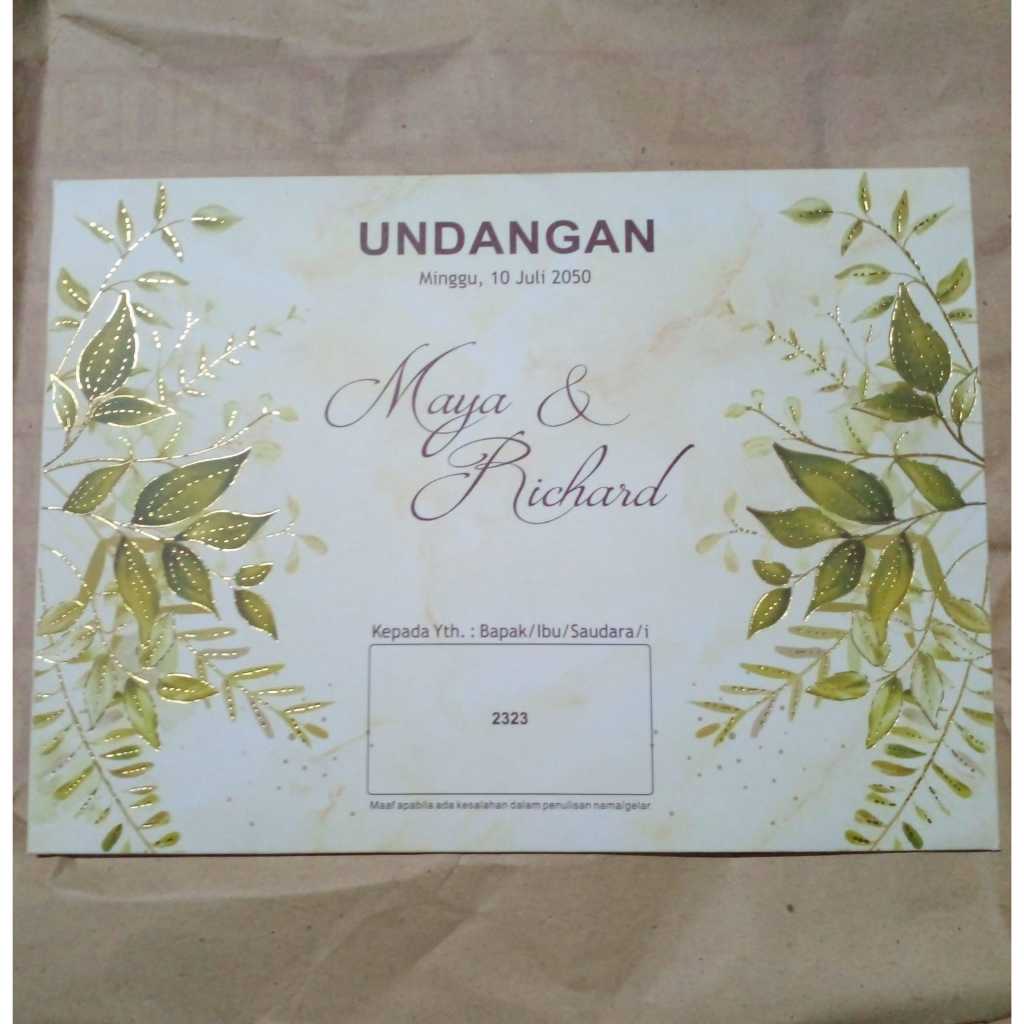 UNDANGAN
Minggu, 10 Juli 2050
Maya &
Richard
Kepada Yth. : Bapak/Ibu/Saudara/i
2323
Maaf apabila ada kesalahan dalam penulisan nama/gelar.